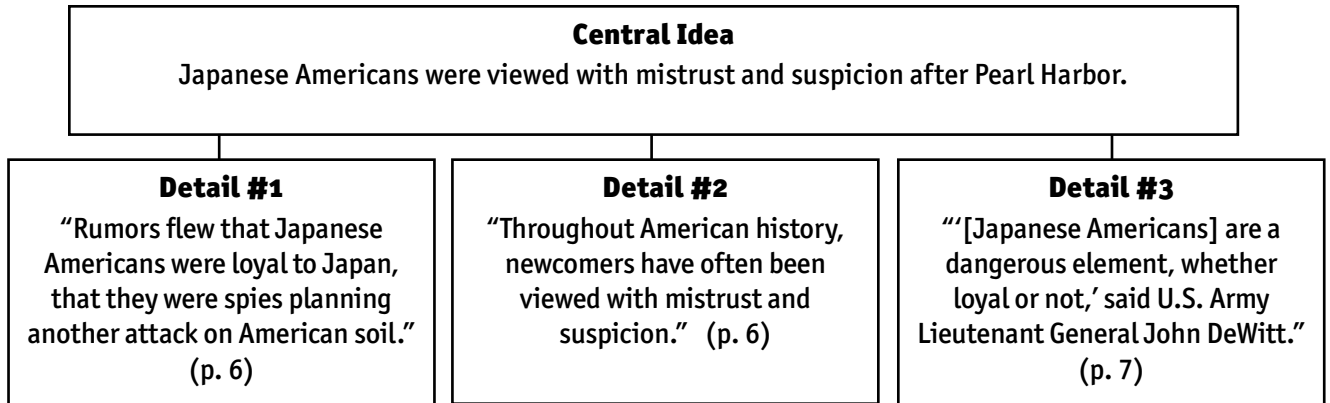 Central Idea
Japanese Americans were viewed with mistrust and suspicion after Pearl Harbor.
Detail #1
“Rumors flew that Japanese
Americans were loyal to Japan,
that they were spies planning
another attack on American soil.”
(p. 6)
Detail #2
“Throughout American history,
newcomers have often been
viewed with mistrust and
suspicion.” (p. 6)
Detail #3
“‘[Japanese Americans] are a
dangerous element, whether
loyal or not,’ said U.S. Army
Lieutenant General John DeWitt.”
(p. 7)